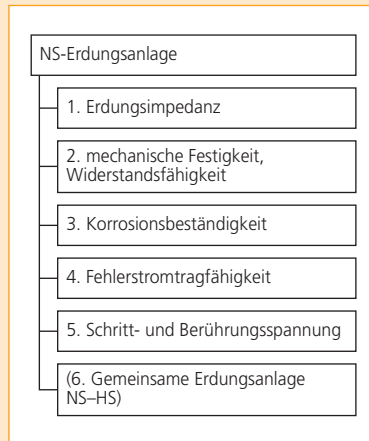 NS-Erdungsanlage
1. Erdungsimpedanz
2. mechanische Festigkeit,
Widerstandsfähigkeit
3. Korrosionsbeständigkeit
4. Fehlerstromtragfähigkeit
5. Schritt- und Berührungsspannung
(6. Gemeinsame Erdungsanlage
NS–HS)